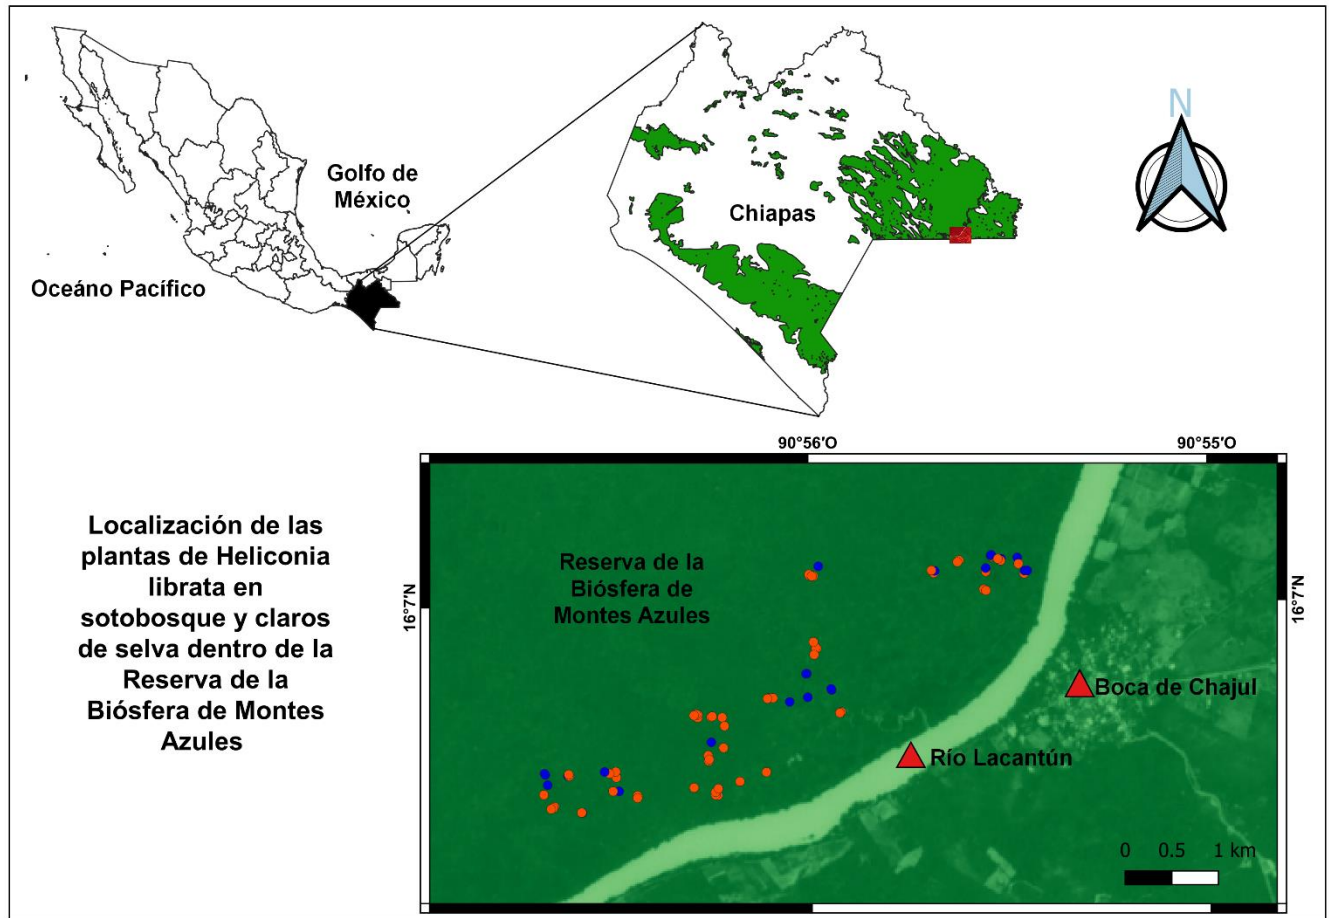 N
Golfo de
México
Chiapas
Oceáno Pacífico
90°56′O
90°55′O
Localización de las
plantas de Heliconia
librata en
sotobosque y claros
de selva dentro de la
Reserva de la
Biósfera de Montes
Azules
Reserva de la
Biósfera de
Montes Azules
16°7′N
16°7′N
Boca de Chajul
Río Lacantún
0 0.5 1 km